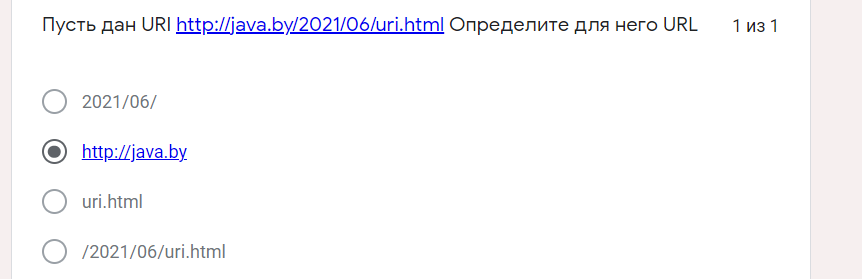 Пусть дан URI http://java.by/2021/06/uri.html Определите для него URL 1 из 1
2021/06/
http://java.by
uri.html
/2021/06/uri.html